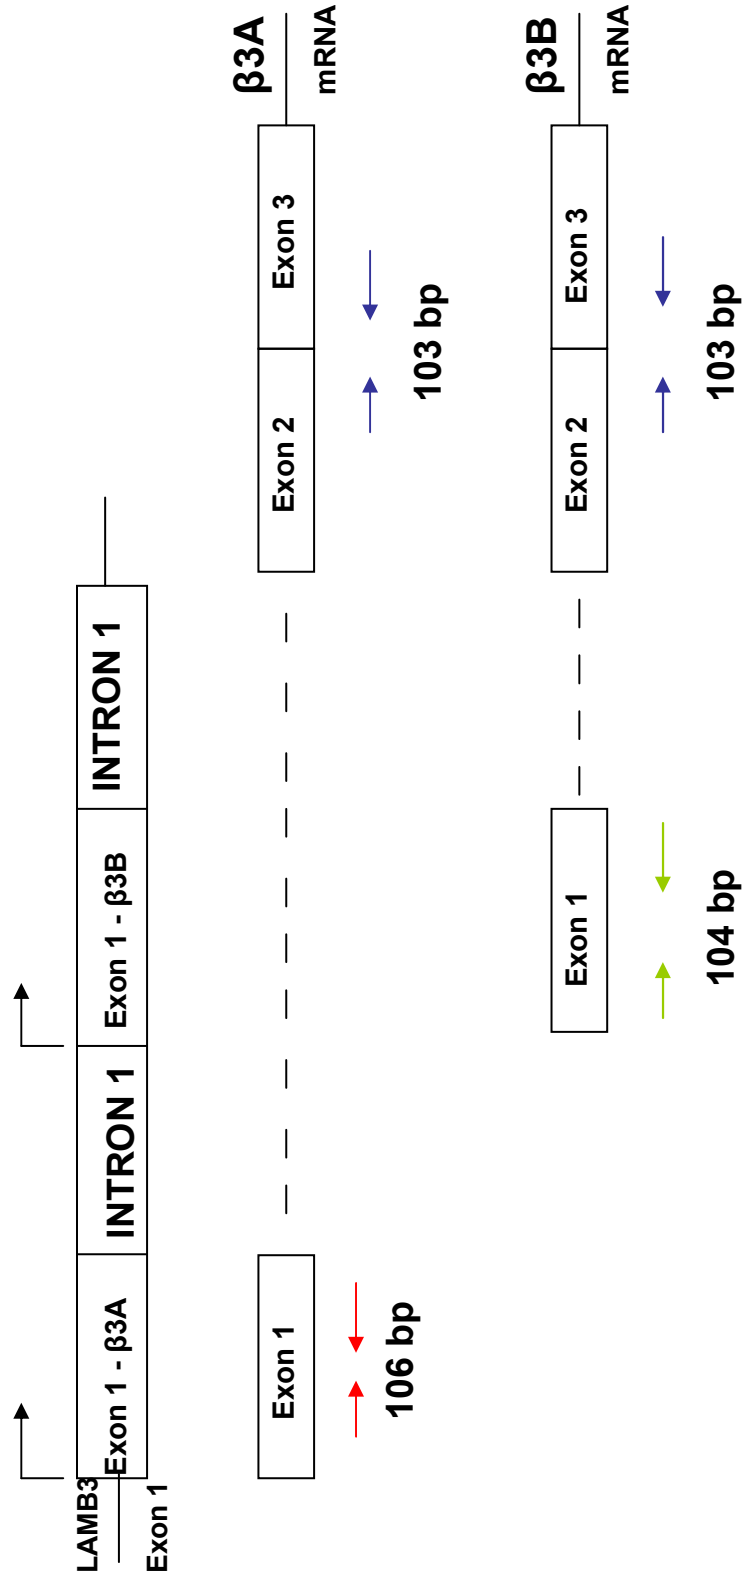 LAMB3
Exon 1
Exon 1 - β3A
INTRON 1
Exon 1 - β3B
INTRON 1
Exon 1
Exon 2
Exon 3
β3A
mRNA
106 bp
103 bp
Exon 1
Exon 2
Exon 3
β3B
mRNA
104 bp
103 bp